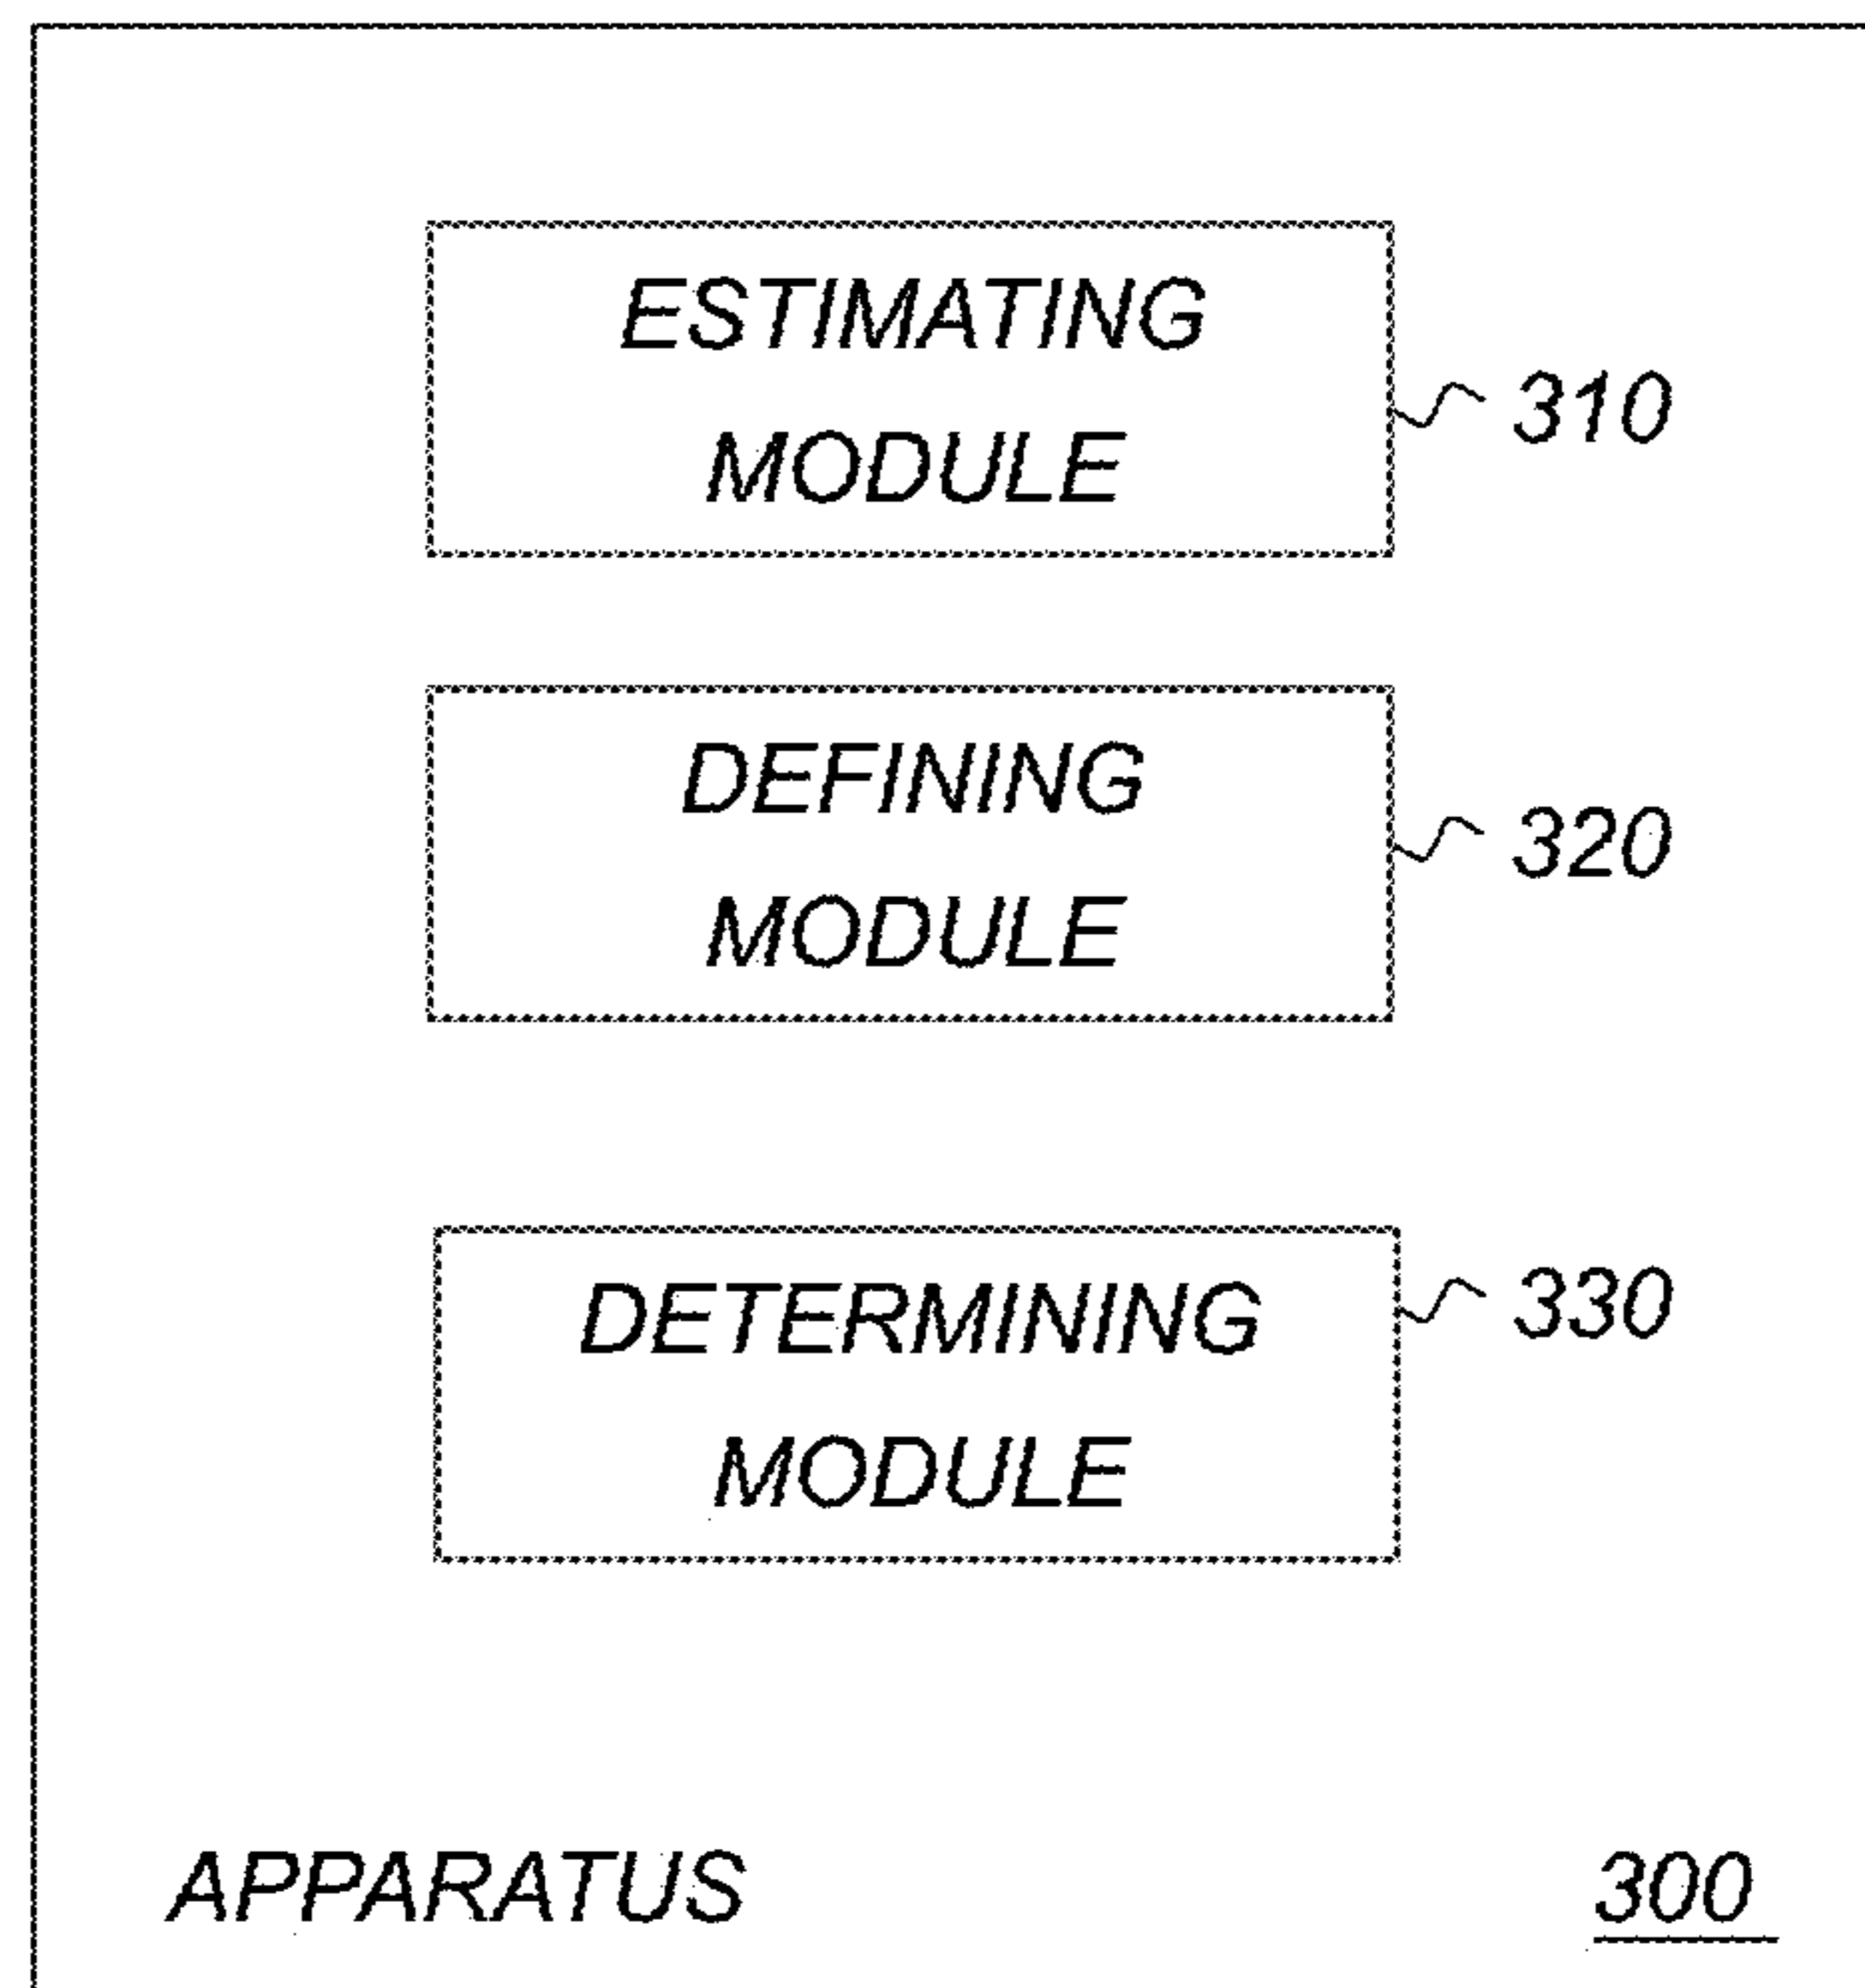 ESTIMATING
MODULE
310
DEFINING
MODULE
320
DETERMINING
MODULE
330
APPARATUS
300